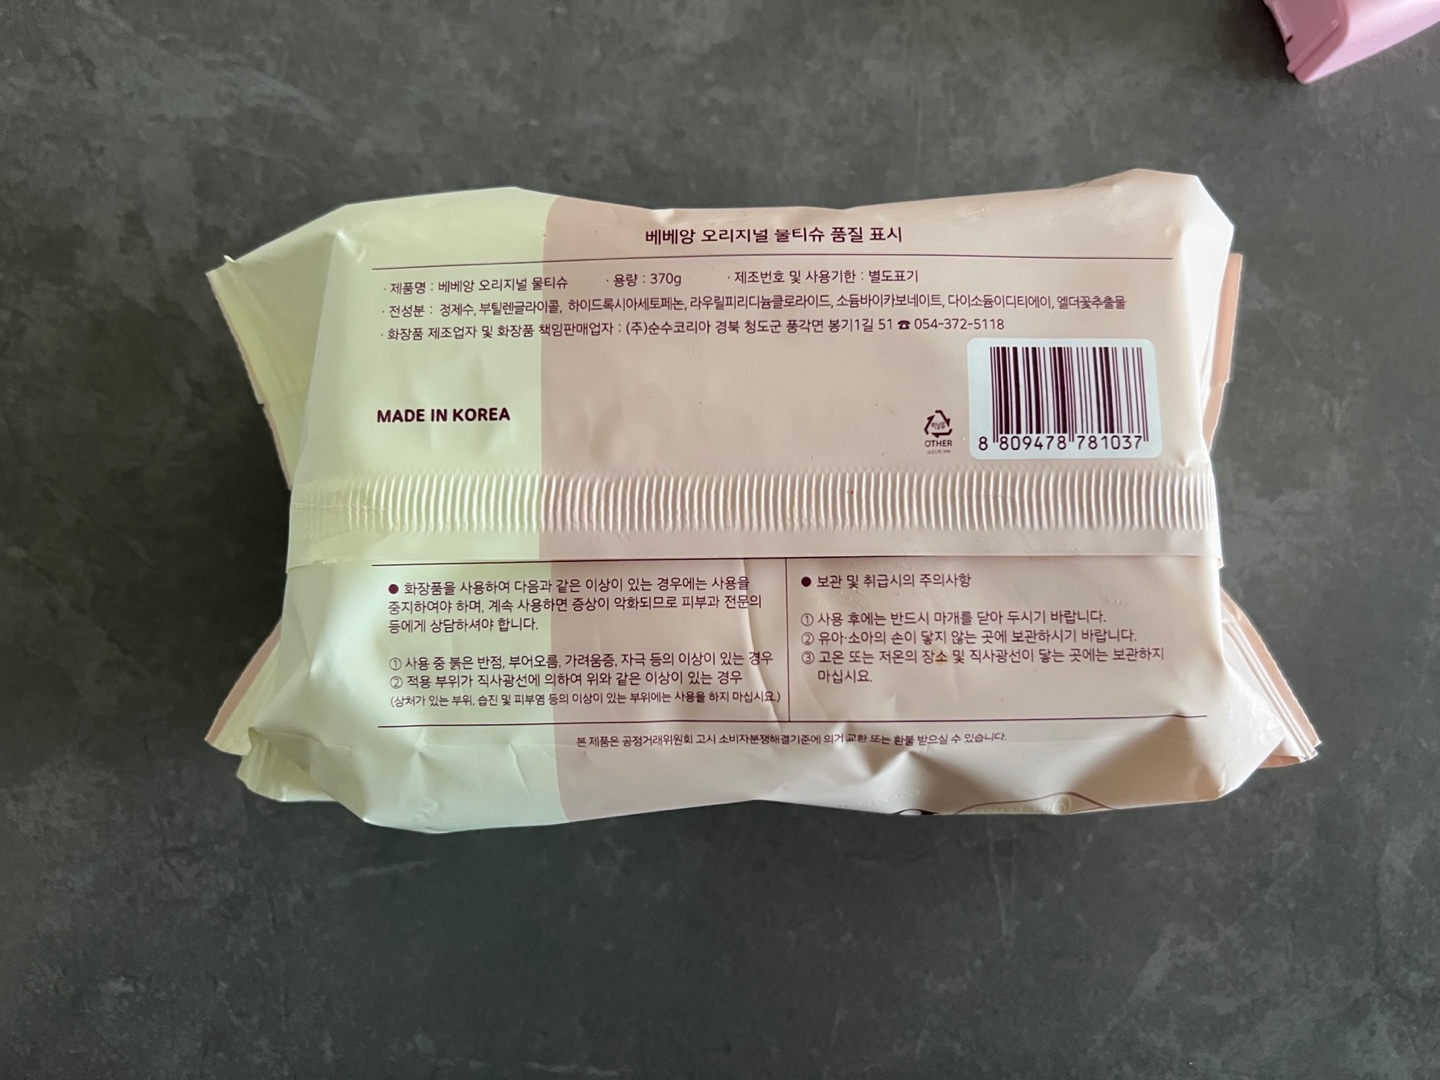 베베앙 오리지널 물티슈 품질 표시
· 제품명 : 베베앙 오리지널 물티슈 · 용량 : 370g · 제조번호 및 사용기한 : 별도표기
· 전성분 : 정제수, 부틸렌글라이콜, 하이드록시아세토페논, 라우릴피리디늄클로라이드, 소듐바이카보네이트, 다이소듐이디티에이, 엘더꽃추출물
· 화장품 제조업자 및 화장품 책임판매업자 : (주)순수코리아 경북 청도군 풍각면 봉기1길 51 ☎ 054-372-5118
MADE IN KOREA
비닐류
OTHER
8 809478 781037
● 화장품을 사용하여 다음과 같은 이상이 있는 경우에는 사용을
중지하여야 하며, 계속 사용하면 증상이 악화되므로 피부과 전문의
등에게 상담하셔야 합니다.
① 사용 중 붉은 반점, 부어오름, 가려움증, 자극 등의 이상이 있는 경우
② 적용 부위가 직사광선에 의하여 위와 같은 이상이 있는 경우
(상처가 있는 부위, 습진 및 피부염 등의 이상이 있는 부위에는 사용을 하지 마십시요.)
● 보관 및 취급시의 주의사항
① 사용 후에는 반드시 마개를 닫아 두시기 바랍니다.
② 유아·소아의 손이 닿지 않는 곳에 보관하시기 바랍니다.
③ 고온 또는 저온의 장소 및 직사광선이 닿는 곳에는 보관하지
마십시요.
본 제품은 공정거래위원회 고시 소비자분쟁해결기준에 의거 교환 또는 환불 받으실 수 있습니다.